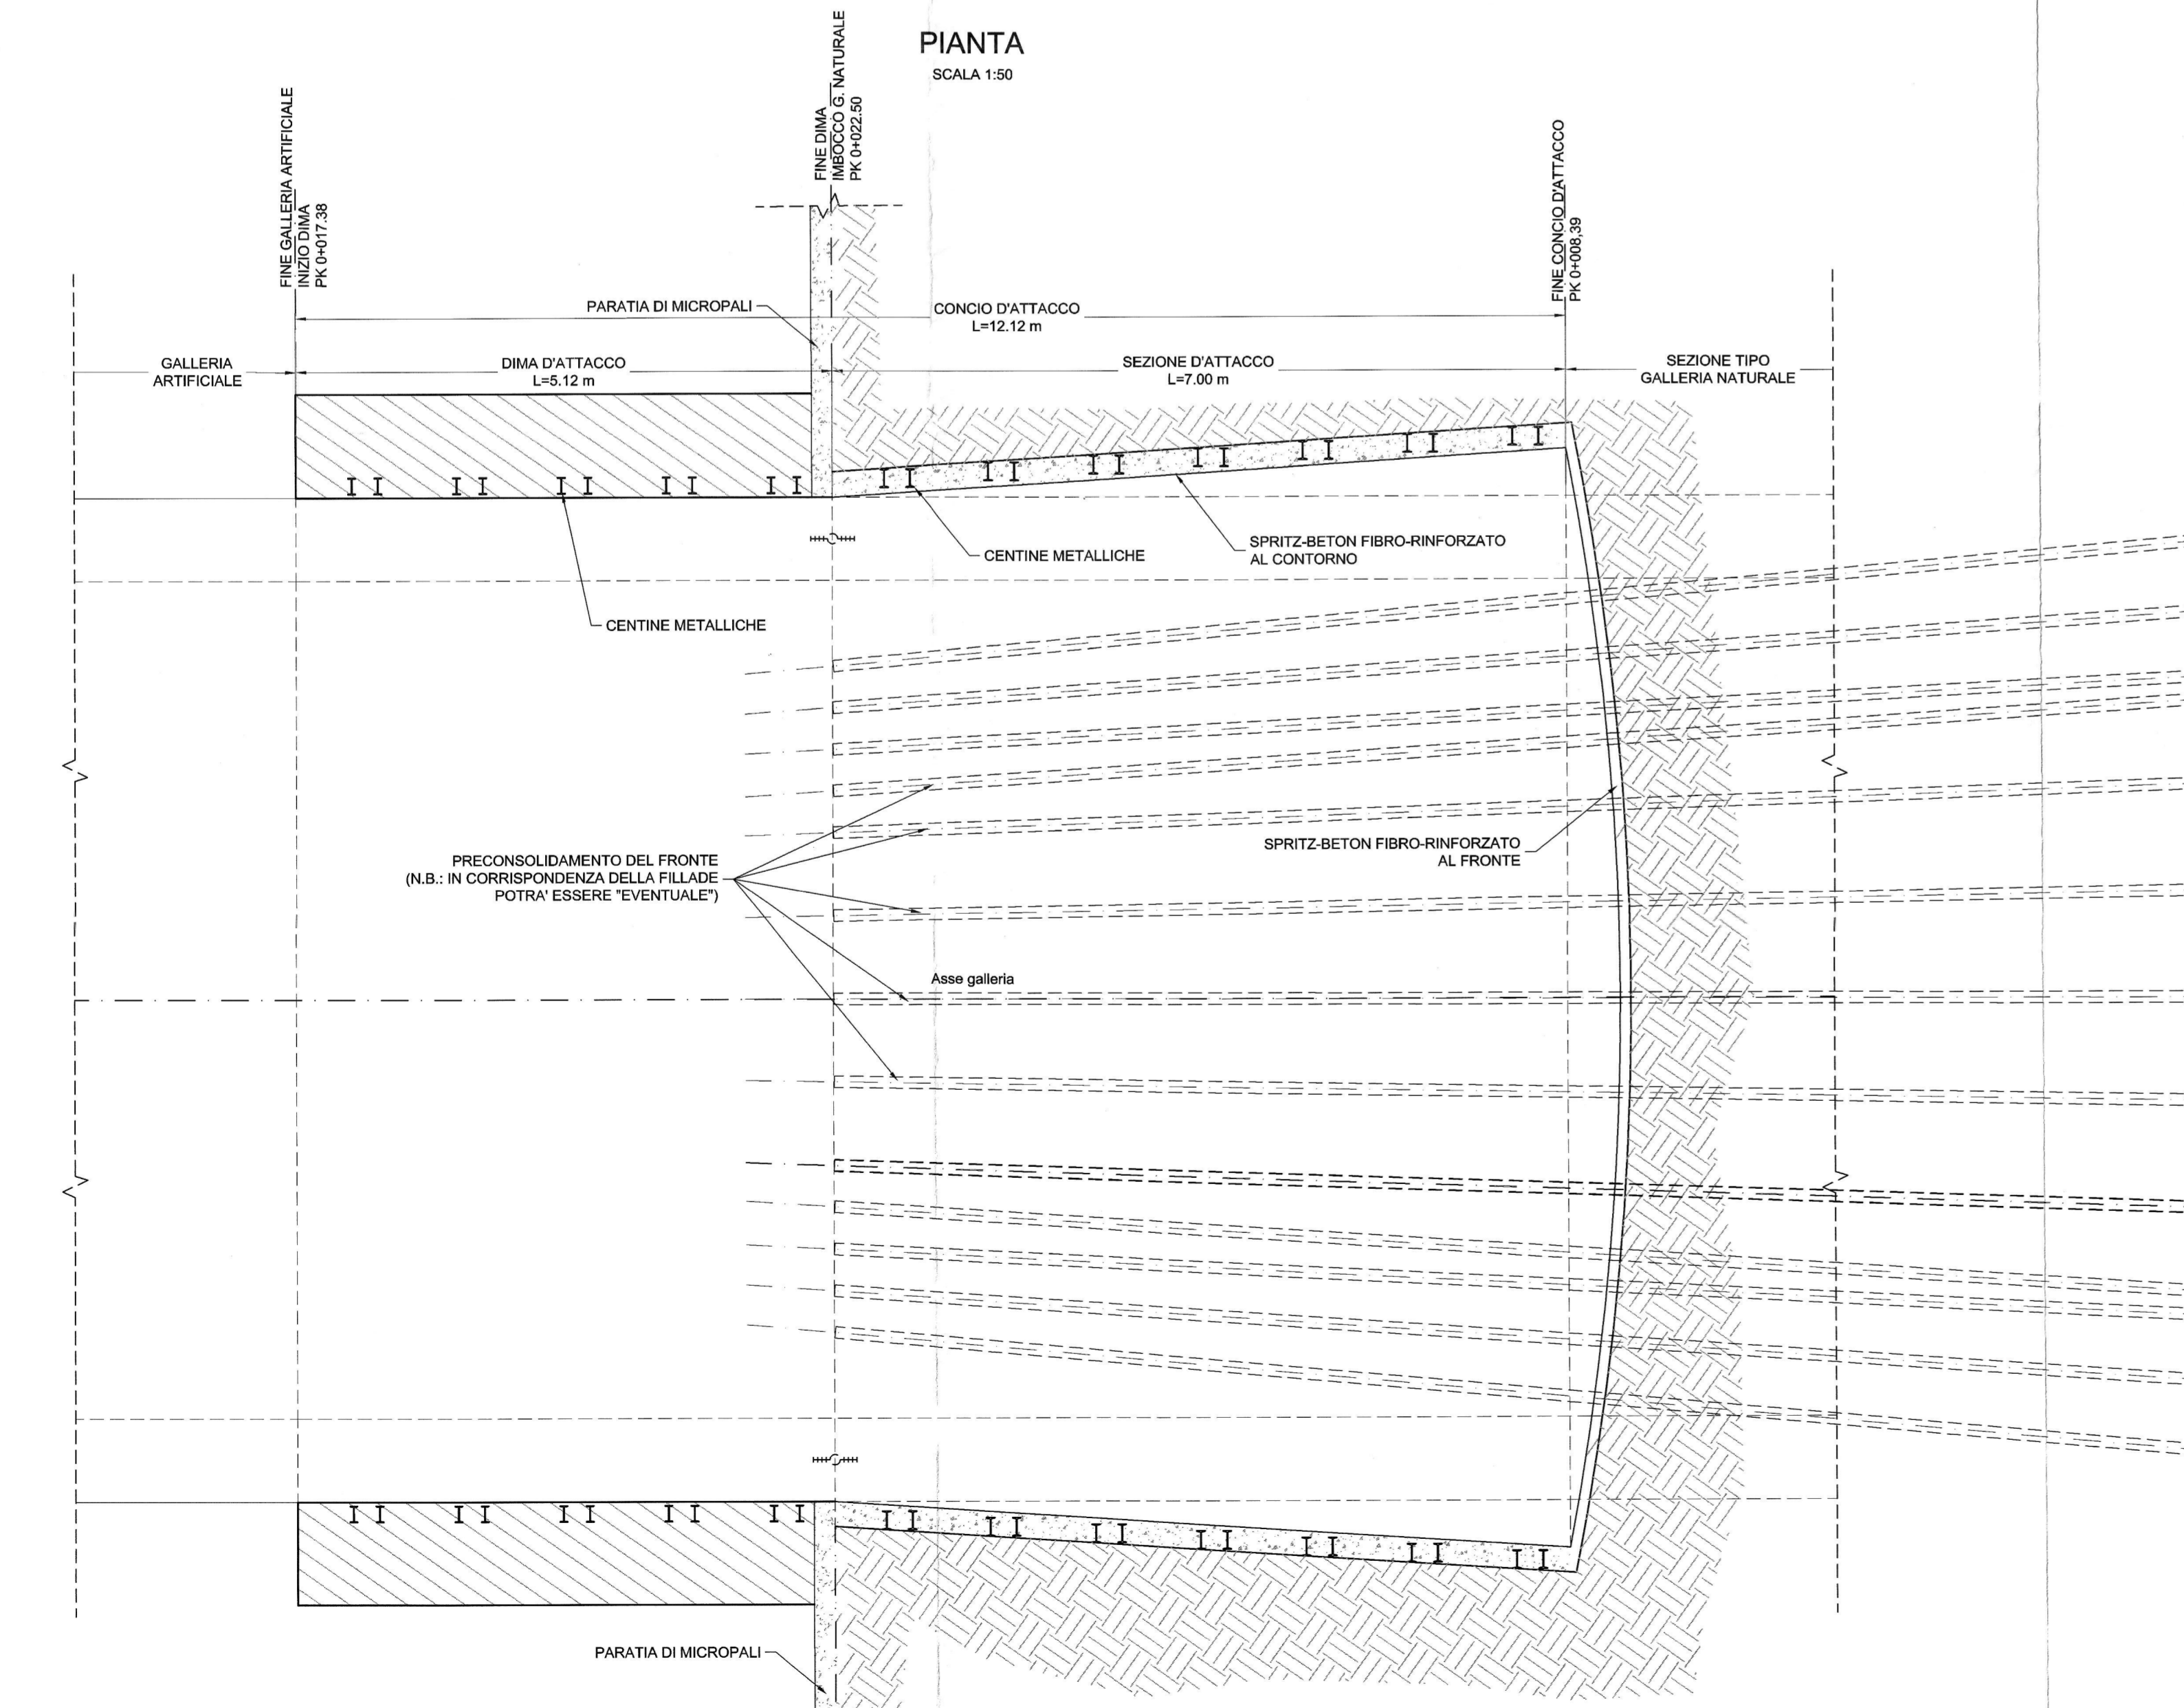 PIANTA
SCALA 1:50
FINE GALLERIA ARTIFICIALE
INIZIO DIMA
PK 0+017.38
FINE DIMA
IMBOCCO G. NATURALE
PK 0+022.50
FINE CONCIO D'ATTACCO
PK 0+008,39
PARATIA DI MICROPALI
CONCIO D'ATTACCO
L=12.12 m
GALLERIA
ARTIFICIALE
DIMA D'ATTACCO
L=5.12 m
SEZIONE D'ATTACCO
L=7.00 m
SEZIONE TIPO
GALLERIA NATURALE
CENTINE METALLICHE
SPRITZ-BETON FIBRO-RINFORZATO
AL CONTORNO
CENTINE METALLICHE
PRECONSOLIDAMENTO DEL FRONTE
(N.B.: IN CORRISPONDENZA DELLA FILLADE
POTRA' ESSERE "EVENTUALE")
SPRITZ-BETON FIBRO-RINFORZATO
AL FRONTE
Asse galleria
PARATIA DI MICROPALI